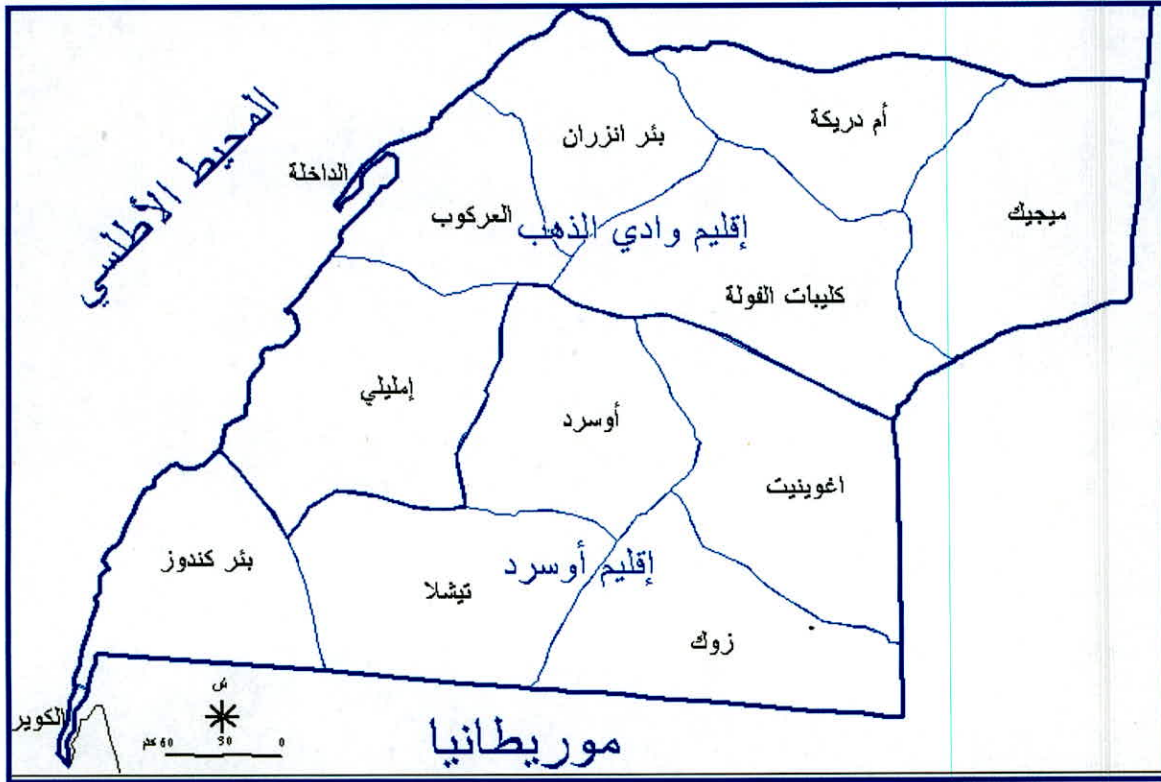 أم دريكة
بئر انزران
المحيط الأطلسي
الداخلة
ميجيك
العركوب
إقليم وادي الذهب
كليبات الفولة
إمليلي
أوسرد
اغوينيت
بئر كندوز
إقليم أوسرد
تيشلا
زوك
ش
الكوير
0 30 60 كلم
موريطانيا